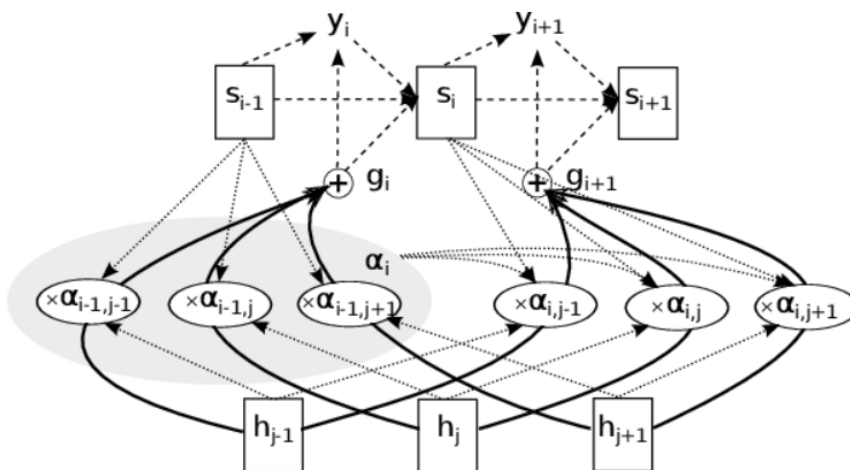 y_i y_{i+1}
s_{i-1} s_i s_{i+1}
+ g_i + g_{i+1}
α_i
×α_{i-1,j-1} ×α_{i-1,j} ×α_{i-1,j+1} ×α_{i,j-1} ×α_{i,j} ×α_{i,j+1}
h_{j-1} h_j h_{j+1}